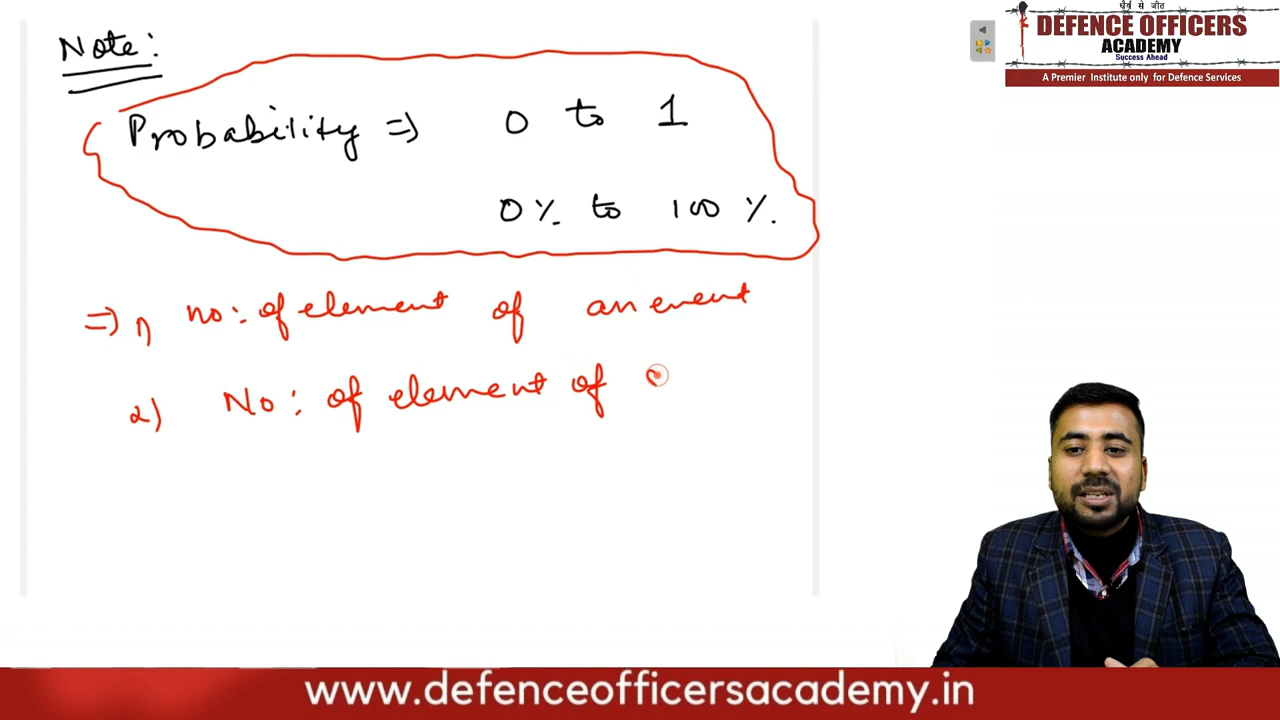 धैर्य से जीत
DEFENCE OFFICERS
ACADEMY
Success Ahead
A Premier Institute only for Defence Services
Note:
Probability => 0 to 1
0% to 100%.
=> 1) no: of element of an event
2) No: of element of
www.defenceofficersacademy.in